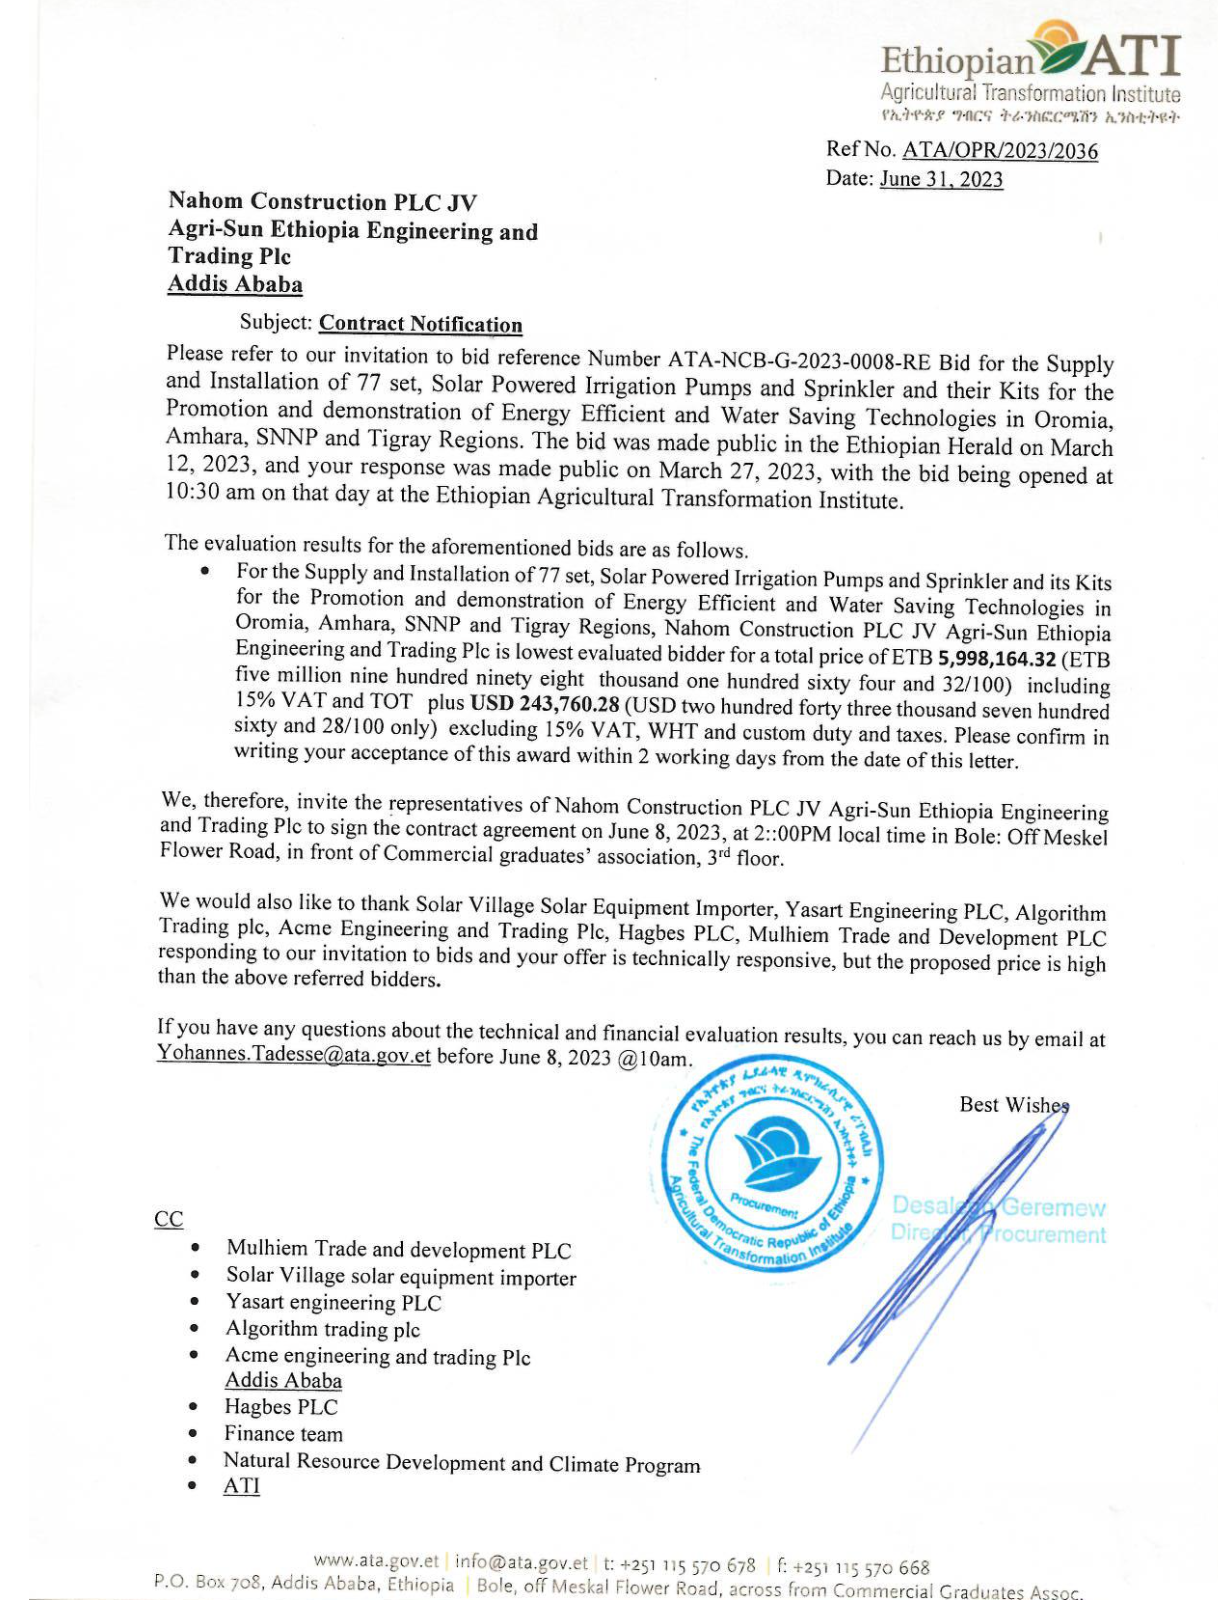 Ethiopian ATI
Agricultural Transformation Institute
የኢትዮጵያ ግብርና ትራንስፎርሜሽን ኢንስቲትዩት
Ref No. ATA/OPR/2023/2036
Date: June 31, 2023
Nahom Construction PLC JV
Agri-Sun Ethiopia Engineering and
Trading Plc
Addis Ababa
Subject: Contract Notification
Please refer to our invitation to bid reference Number ATA-NCB-G-2023-0008-RE Bid for the Supply
and Installation of 77 set, Solar Powered Irrigation Pumps and Sprinkler and their Kits for the
Promotion and demonstration of Energy Efficient and Water Saving Technologies in Oromia,
Amhara, SNNP and Tigray Regions. The bid was made public in the Ethiopian Herald on March
12, 2023, and your response was made public on March 27, 2023, with the bid being opened at
10:30 am on that day at the Ethiopian Agricultural Transformation Institute.
The evaluation results for the aforementioned bids are as follows.
• For the Supply and Installation of 77 set, Solar Powered Irrigation Pumps and Sprinkler and its Kits
for the Promotion and demonstration of Energy Efficient and Water Saving Technologies in
Oromia, Amhara, SNNP and Tigray Regions, Nahom Construction PLC JV Agri-Sun Ethiopia
Engineering and Trading Plc is lowest evaluated bidder for a total price of ETB 5,998,164.32 (ETB
five million nine hundred ninety eight thousand one hundred sixty four and 32/100) including
15% VAT and TOT plus USD 243,760.28 (USD two hundred forty three thousand seven hundred
sixty and 28/100 only) excluding 15% VAT, WHT and custom duty and taxes. Please confirm in
writing your acceptance of this award within 2 working days from the date of this letter.
We, therefore, invite the representatives of Nahom Construction PLC JV Agri-Sun Ethiopia Engineering
and Trading Plc to sign the contract agreement on June 8, 2023, at 2::00PM local time in Bole: Off Meskel
Flower Road, in front of Commercial graduates' association, 3rd floor.
We would also like to thank Solar Village Solar Equipment Importer, Yasart Engineering PLC, Algorithm
Trading plc, Acme Engineering and Trading Plc, Hagbes PLC, Mulhiem Trade and Development PLC
responding to our invitation to bids and your offer is technically responsive, but the proposed price is high
than the above referred bidders.
If you have any questions about the technical and financial evaluation results, you can reach us by email at
Yohannes.Tadesse@ata.gov.et before June 8, 2023 @10am.
Best Wishes
የኢትዮጵያ ፌደራላዊ ዲሞክራሲያዊ ሪፐብሊክ
የኢትዮጵያ ግብርና ትራንስፎርሜሽን ኢንስቲትዩት
Procurement
The Federal Democratic Republic of Ethiopia
Agricultural Transformation Institute
Desalegn Geremew
Director, Procurement
CC
• Mulhiem Trade and development PLC
• Solar Village solar equipment importer
• Yasart engineering PLC
• Algorithm trading plc
• Acme engineering and trading Plc
Addis Ababa
• Hagbes PLC
• Finance team
• Natural Resource Development and Climate Program
• ATI
www.ata.gov.et | info@ata.gov.et | t: +251 115 570 678 | f: +251 115 570 668
P.O. Box 708, Addis Ababa, Ethiopia | Bole, off Meskal Flower Road, across from Commercial Graduates Assoc.